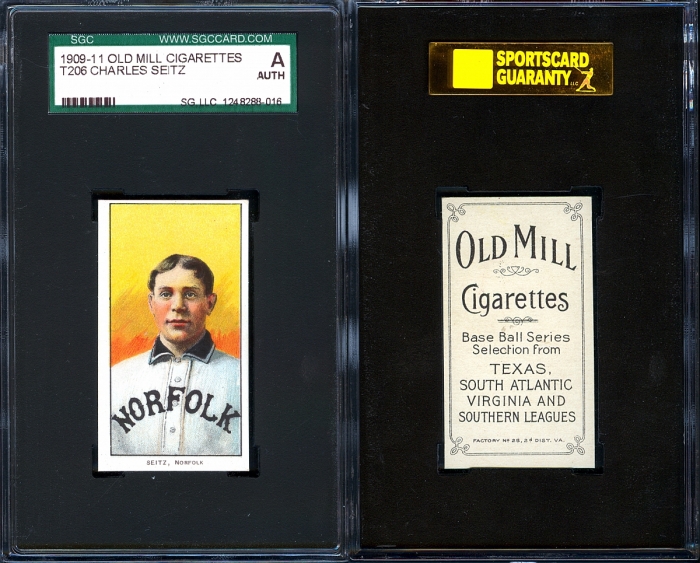 SGC WWW.SGCCARD.COM
1909-11 OLD MILL CIGARETTES
T206 CHARLES SEITZ
A
AUTH
SG LLC 1248288-016
NORFOLK
SEITZ, NORFOLK
SPORTSCARD
GUARANTY LLC
OLD MILL
Cigarettes
Base Ball Series
Selection from
TEXAS,
SOUTH ATLANTIC
VIRGINIA AND
SOUTHERN LEAGUES
FACTORY Nº 25, 2D DIST. VA.